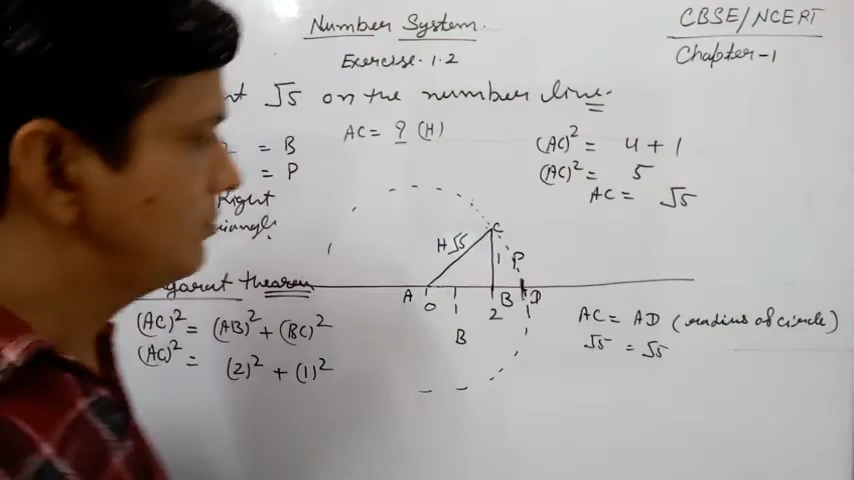 Number System.
CBSE/NCERT
Exercise. 1.2
Chapter-1
√5 on the number line.
= B
AC = ? (H)
(AC)² = 4 + 1
= P
(AC)² = 5
Right
AC = √5
C
H √5
1 P
theorem
A 0 1 2 B D
B
(AC)² = (AB)² + (BC)²
AC = AD (radius of circle)
(AC)² = (2)² + (1)²
√5 = √5